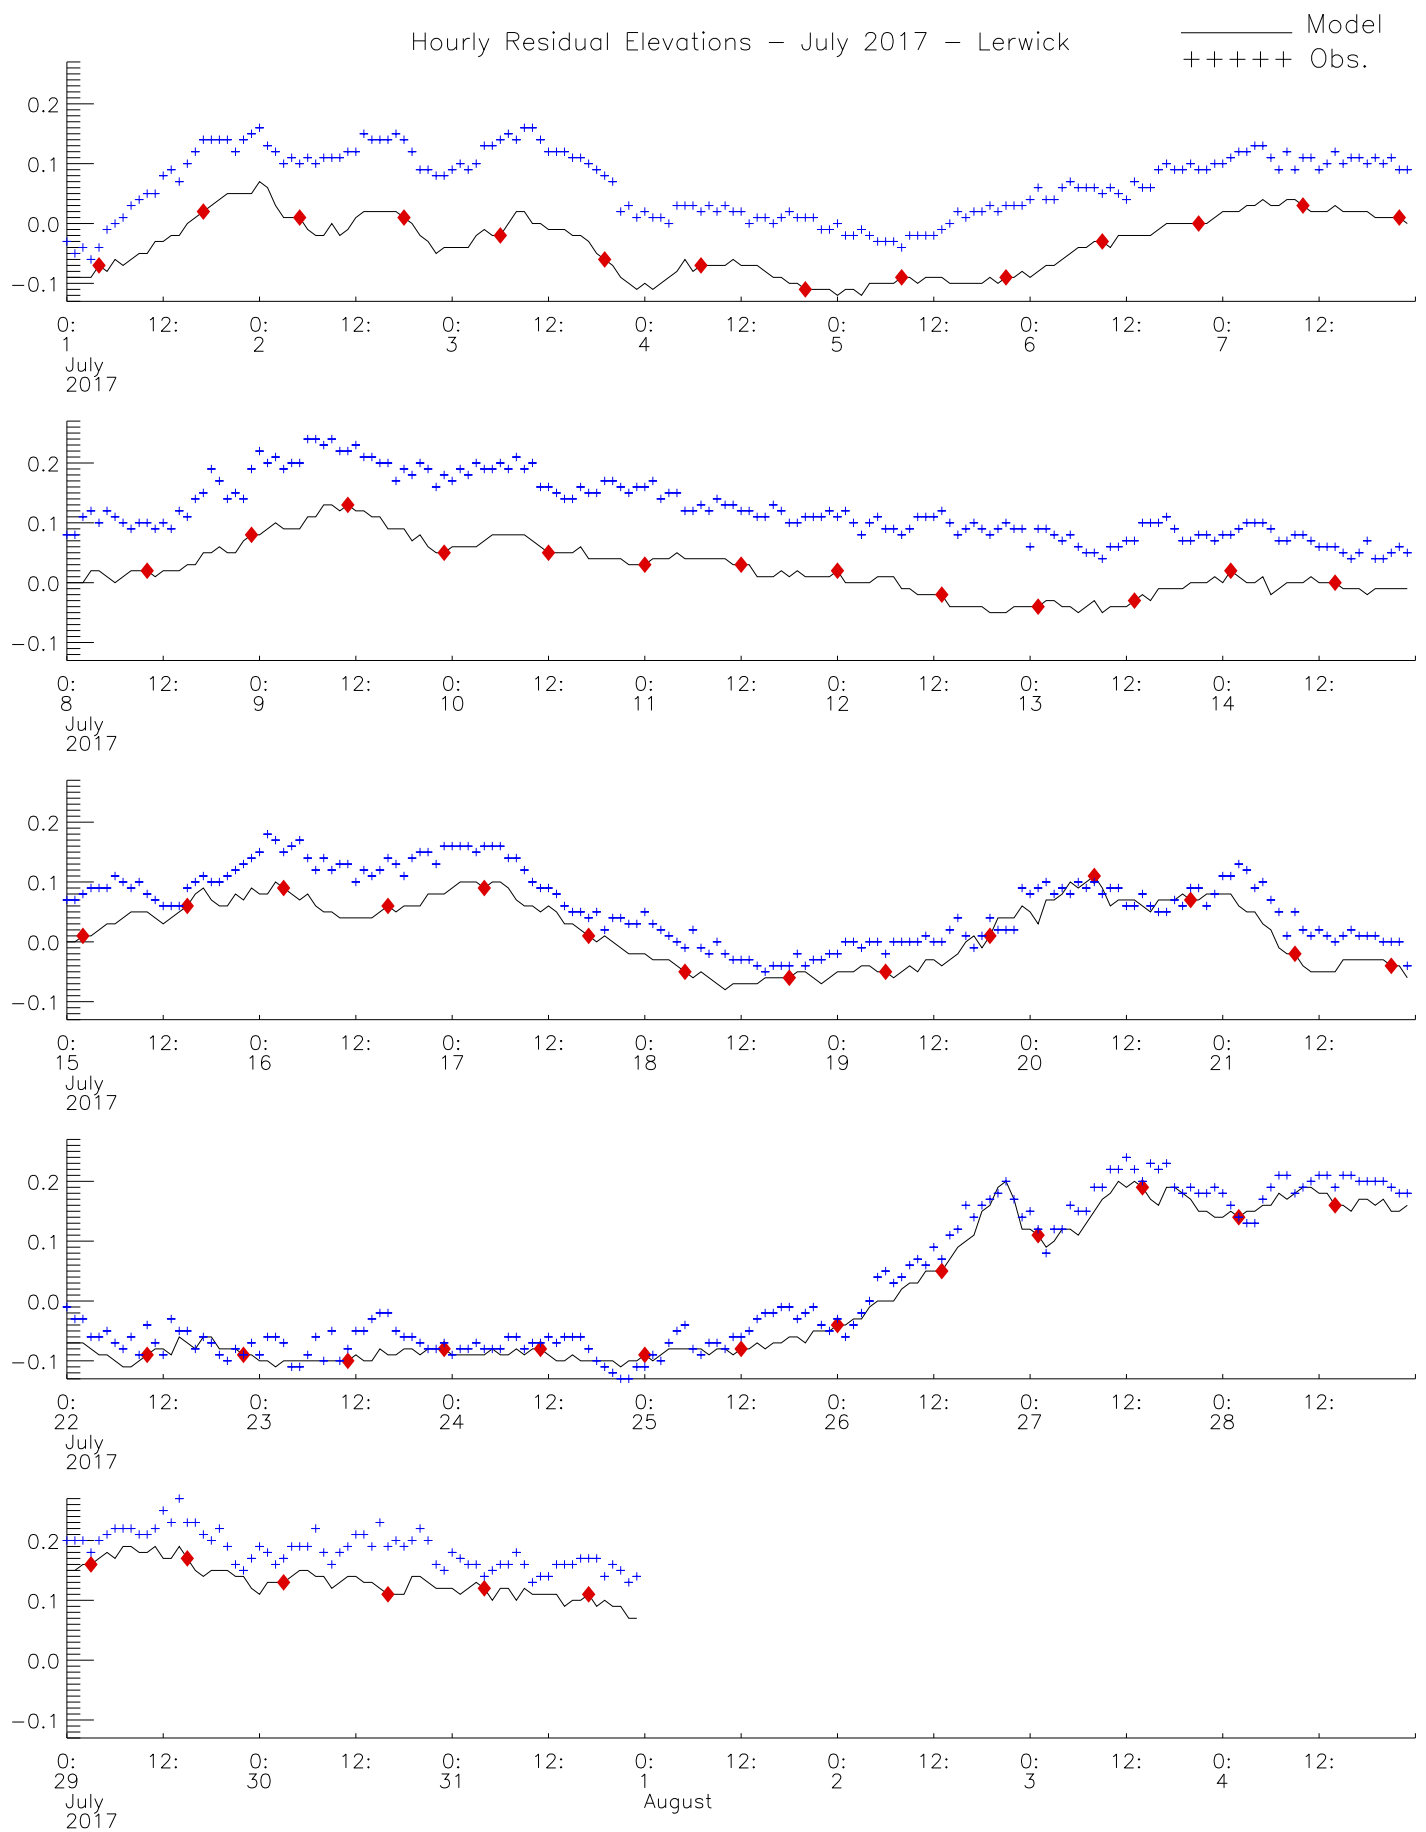 Hourly Residual Elevations – July 2017 – Lerwick
Model
+++++ Obs.
0.2
0.1
0.0
−0.1
0: 12: 0: 12: 0: 12: 0: 12: 0: 12: 0: 12: 0: 12:
1 2 3 4 5 6 7
July
2017
0.2
0.1
0.0
−0.1
0: 12: 0: 12: 0: 12: 0: 12: 0: 12: 0: 12: 0: 12:
8 9 10 11 12 13 14
July
2017
0.2
0.1
0.0
−0.1
0: 12: 0: 12: 0: 12: 0: 12: 0: 12: 0: 12: 0: 12:
15 16 17 18 19 20 21
July
2017
0.2
0.1
0.0
−0.1
0: 12: 0: 12: 0: 12: 0: 12: 0: 12: 0: 12: 0: 12:
22 23 24 25 26 27 28
July
2017
0.2
0.1
0.0
−0.1
0: 12: 0: 12: 0: 12: 0: 12: 0: 12: 0: 12: 0: 12:
29 30 31 1 2 3 4
July August
2017